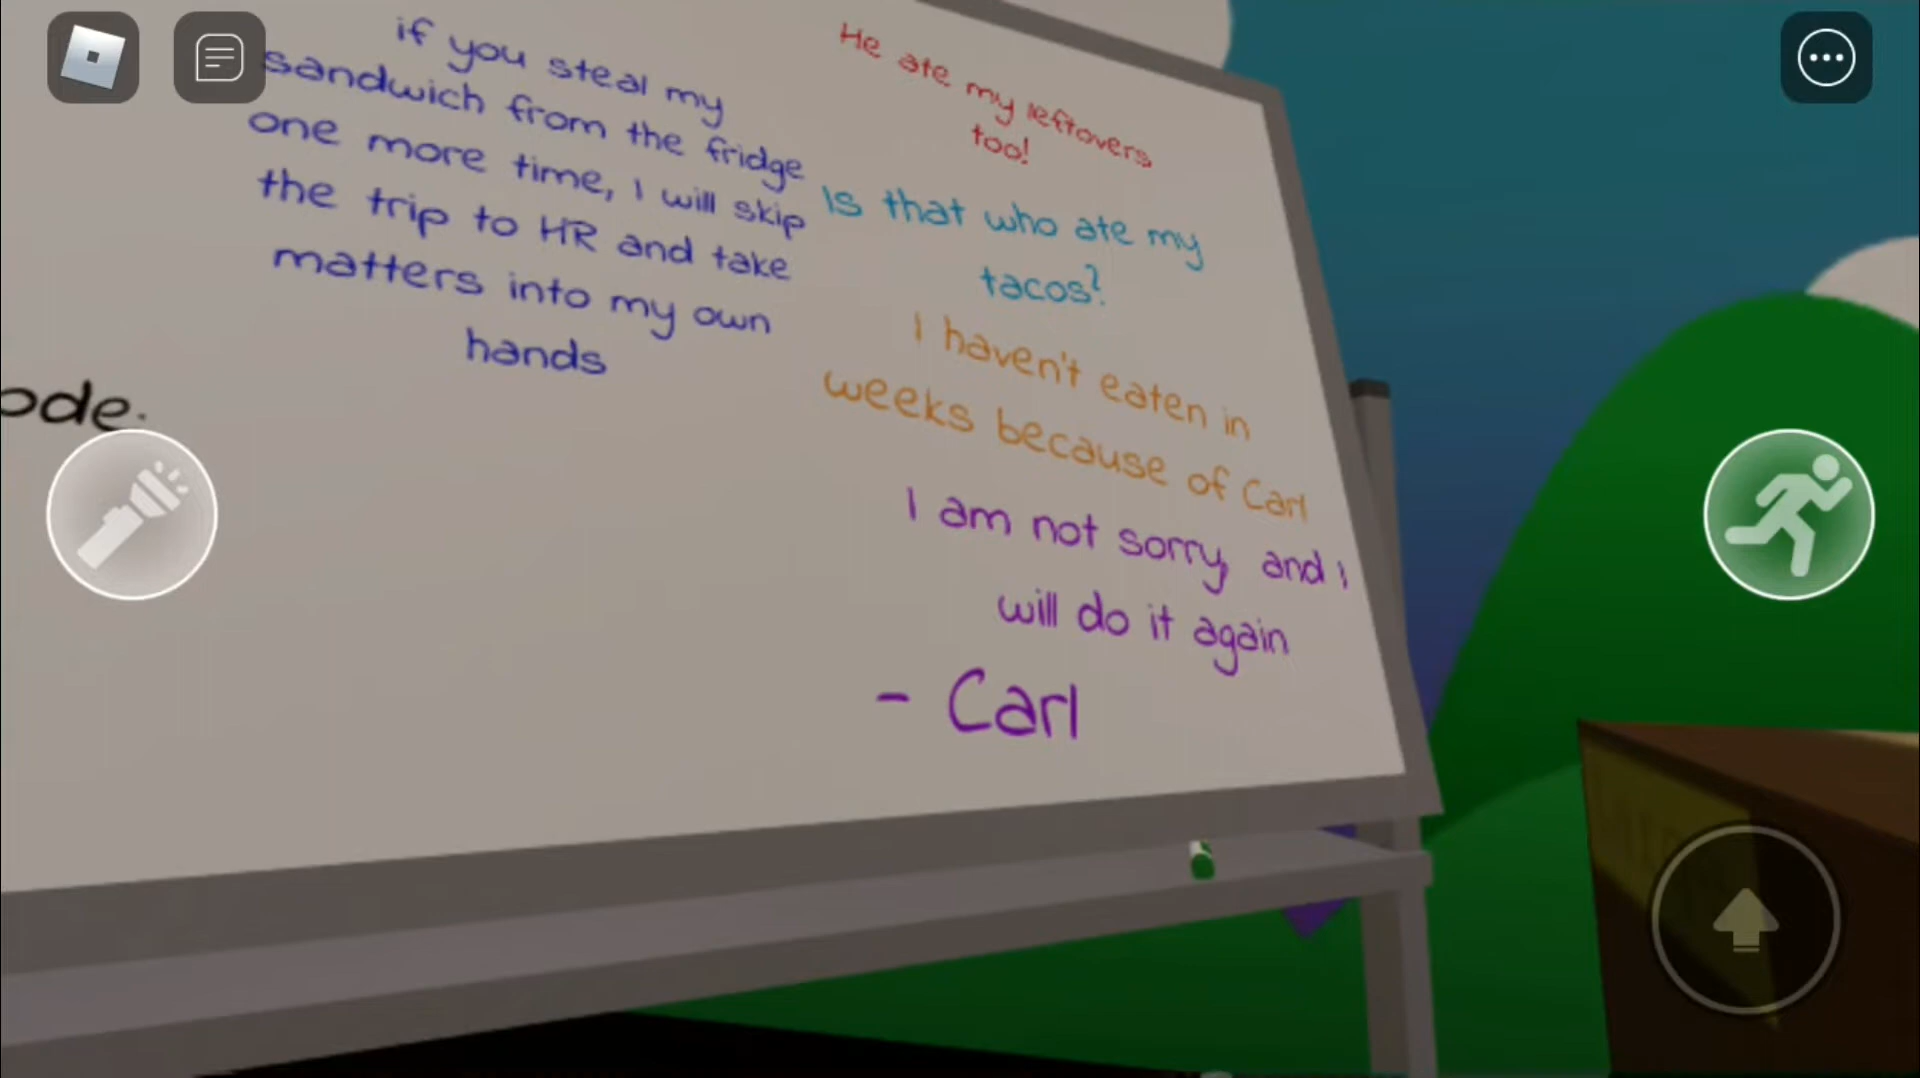 if you steal my
sandwich from the fridge
one more time, I will skip
the trip to HR and take
matters into my own
hands
ode.
He ate my leftovers
too!
Is that who ate my
tacos?
I haven't eaten in
weeks because of Carl
I am not sorry, and I
will do it again
- Carl